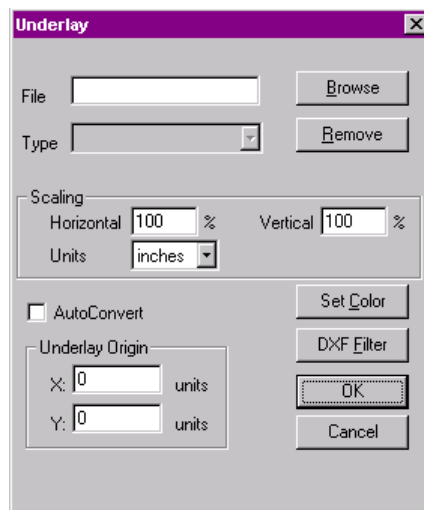 Underlay
File
Browse
Type
Remove
Scaling
Horizontal 100 % Vertical 100 %
Units inches
Set Color
AutoConvert
DXF Filter
Underlay Origin
X: 0 units
OK
Y: 0 units
Cancel